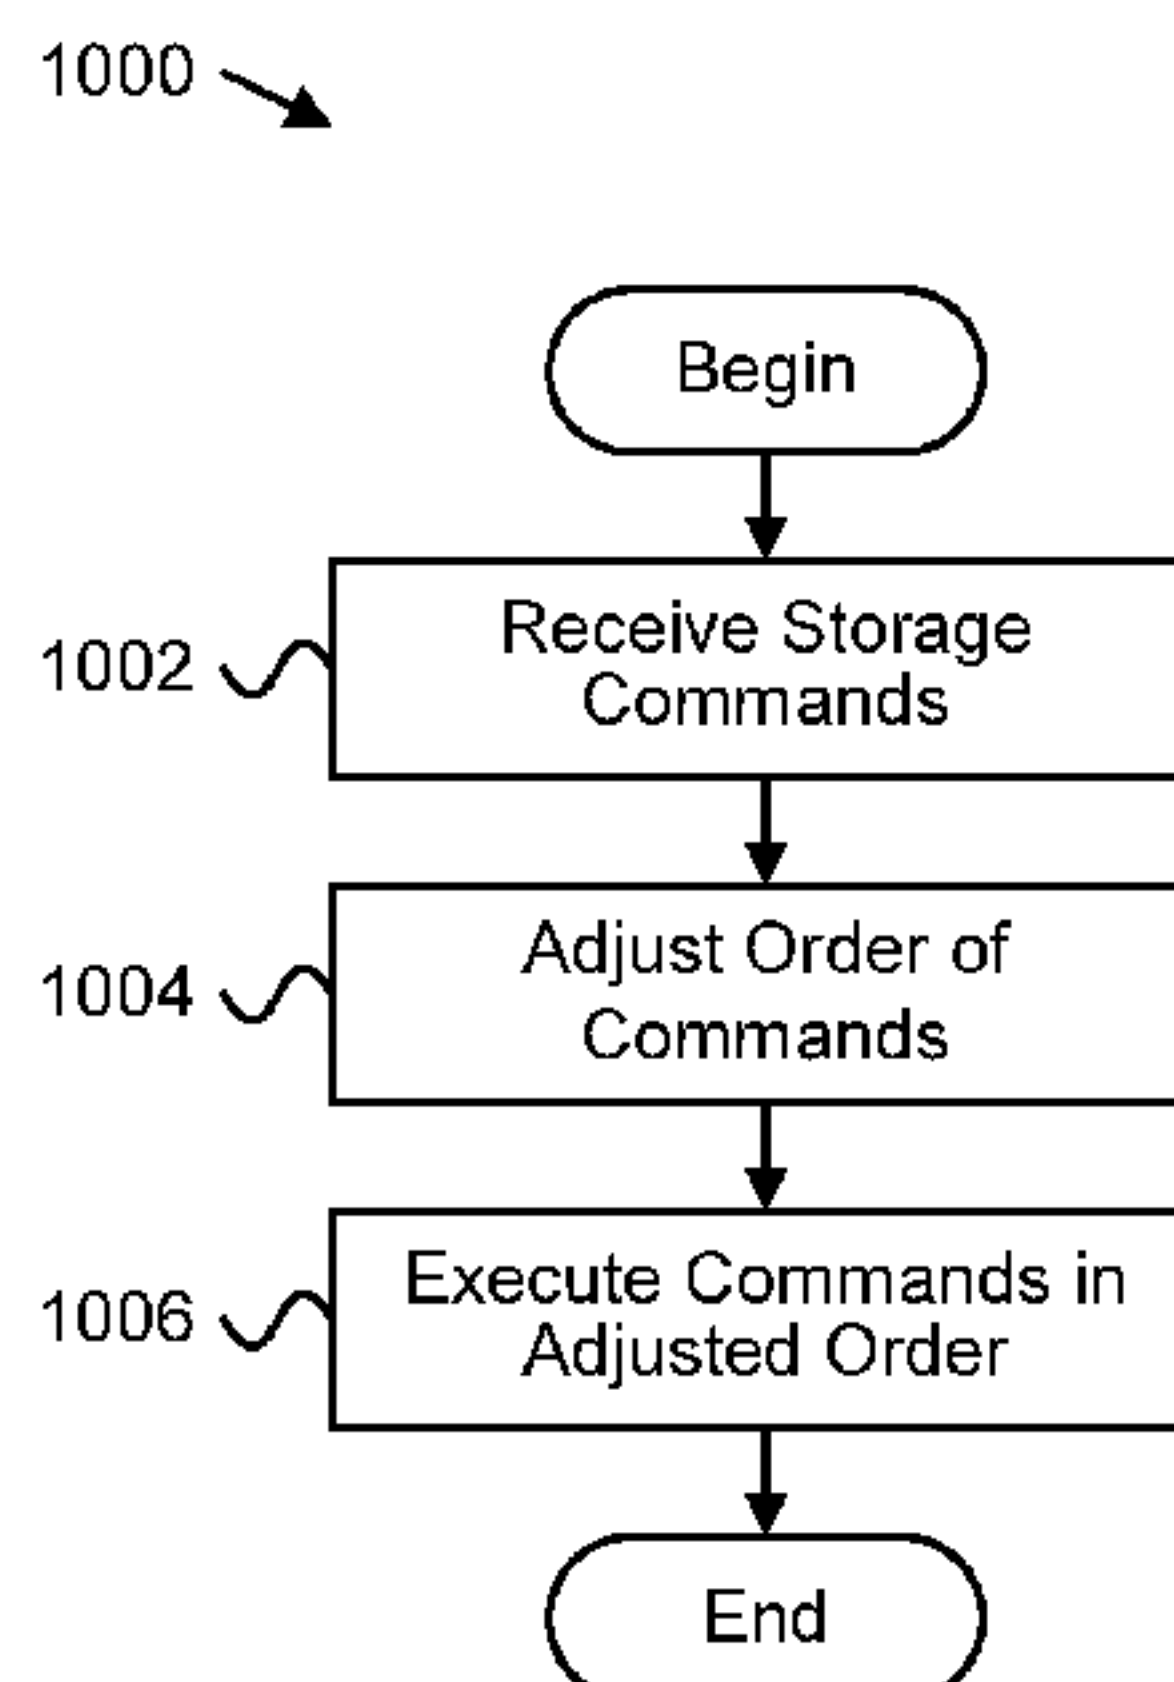 1000
Begin
1002
Receive Storage
Commands
1004
Adjust Order of
Commands
1006
Execute Commands in
Adjusted Order
End